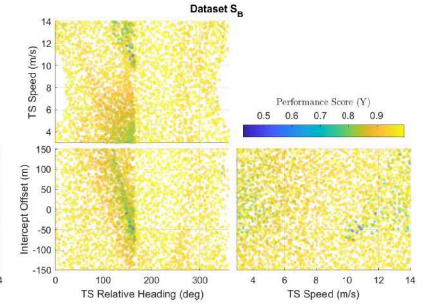 Dataset S_B
14
12
10
8
6
4
TS Speed (m/s)
Performance Score (Y)
0.5 0.6 0.7 0.8 0.9
150
100
50
0
-50
-100
-150
Intercept Offset (m)
0 100 200 300
TS Relative Heading (deg)
4 6 8 10 12 14
TS Speed (m/s)
4